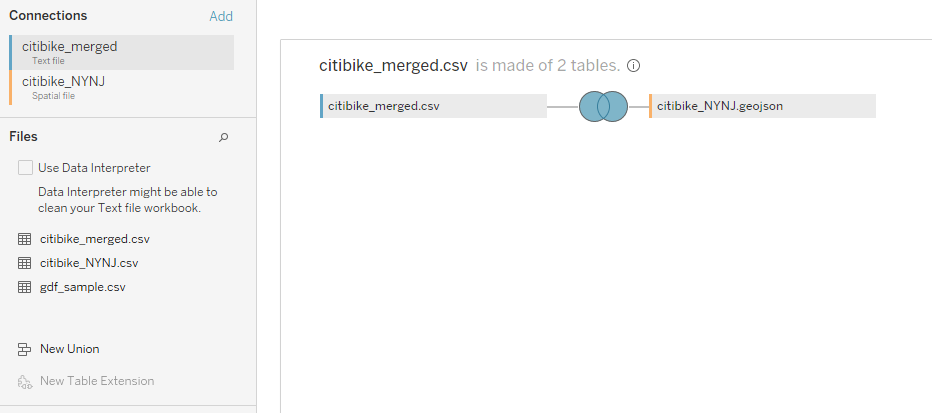 Connections
Add
citibike_merged
Text file
citibike_NYNJ
Spatial file
Files
Use Data Interpreter
Data Interpreter might be able to
clean your Text file workbook.
citibike_merged.csv
citibike_NYNJ.csv
gdf_sample.csv
New Union
New Table Extension
citibike_merged.csv is made of 2 tables.
citibike_merged.csv
citibike_NYNJ.geojson